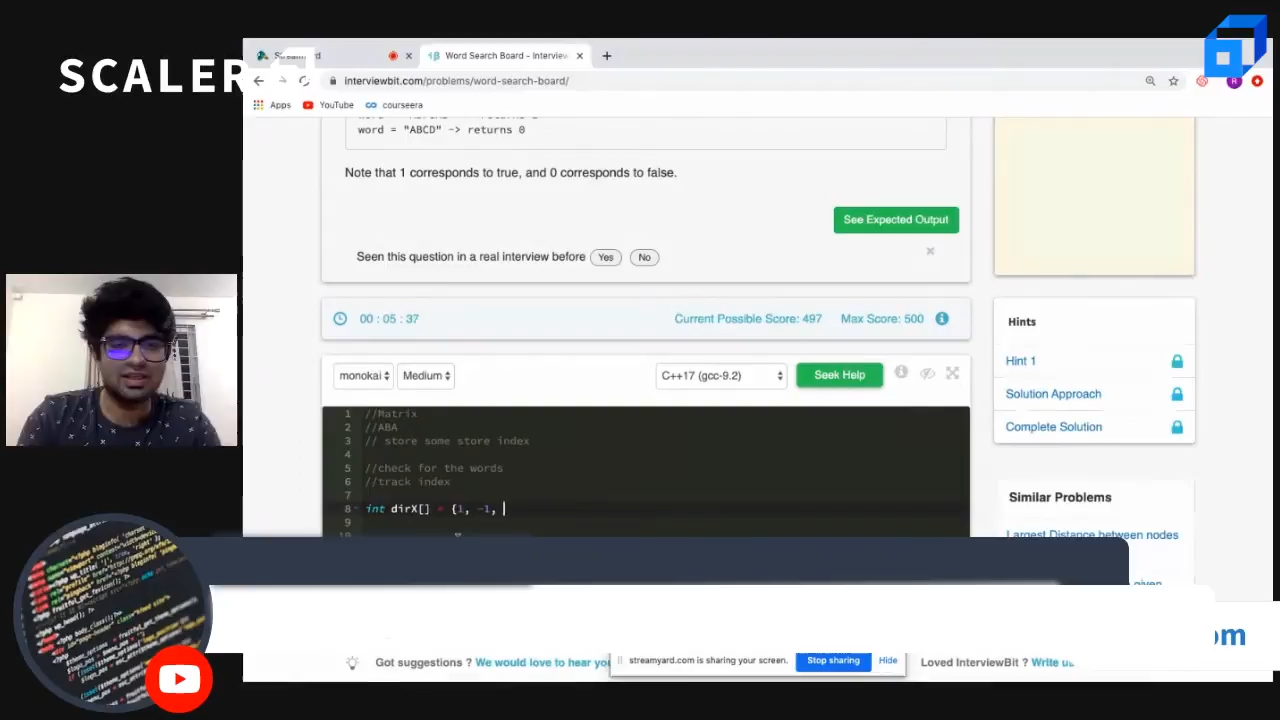 SCALER
Word Search Board - Interview
interviewbit.com/problems/word-search-board/
Apps YouTube courseera
word = "ABCD" -> returns 0
Note that 1 corresponds to true, and 0 corresponds to false.
See Expected Output
Seen this question in a real interview before Yes No
00 : 05 : 37
Current Possible Score: 497 Max Score: 500
monokai Medium C++17 (gcc-9.2) Seek Help
1 //Matrix
2 //ABA
3 // store some store index
4
5 //check for the words
6 //track index
7
8 int dirX[] = {1, -1,
9
10
Hints
Hint 1
Solution Approach
Complete Solution
Similar Problems
Largest Distance between nodes
given
om
Got suggestions ? We would love to hear you
streamyard.com is sharing your screen. Stop sharing Hide
Loved InterviewBit ? Write us